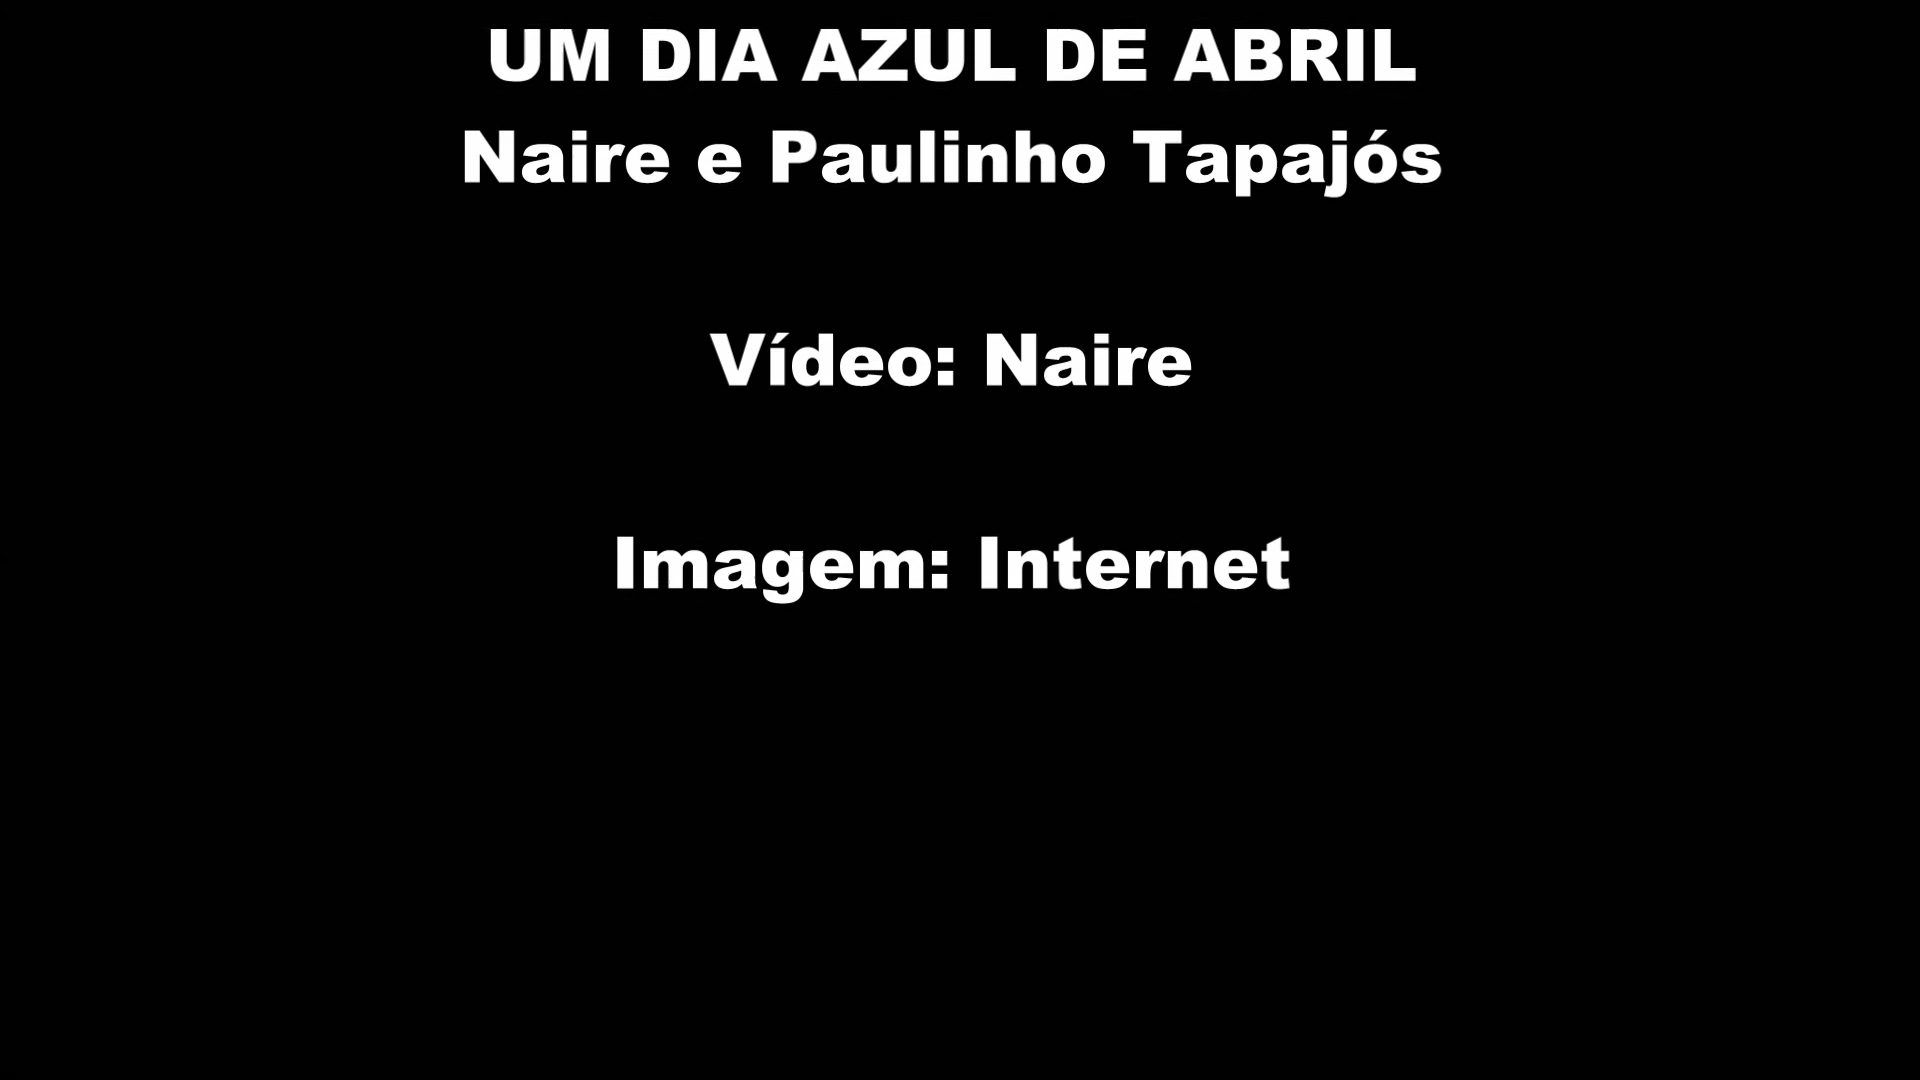 UM DIA AZUL DE ABRIL
Naire e Paulinho Tapajós
Vídeo: Naire
Imagem: Internet